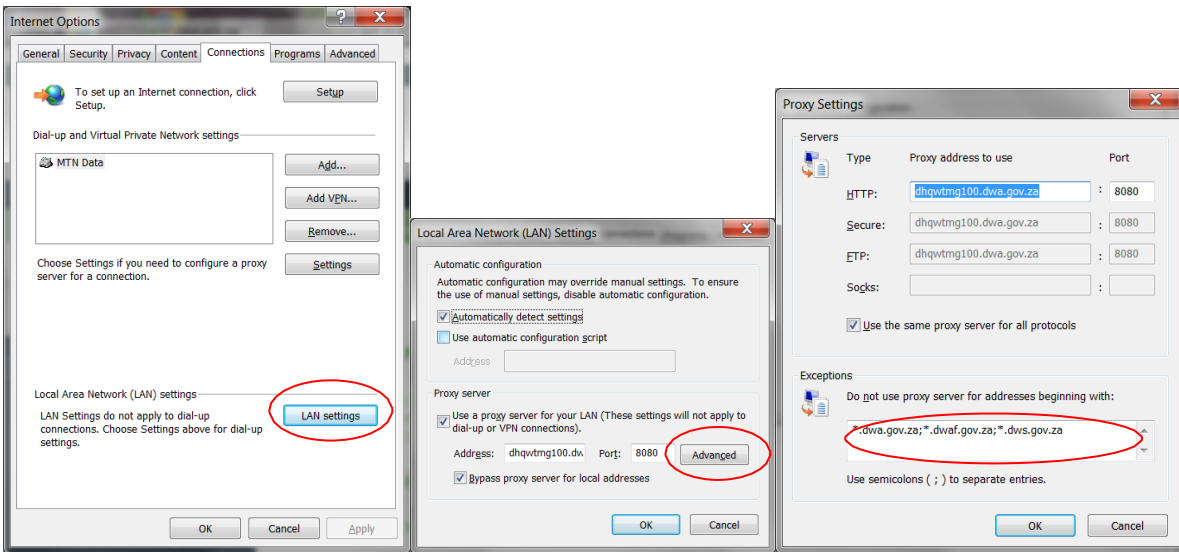 Internet Options
General Security Privacy Content Connections Programs Advanced
To set up an Internet connection, click
Setup.
Setup
Dial-up and Virtual Private Network settings
MTN Data
Add...
Add VPN...
Remove...
Choose Settings if you need to configure a proxy
server for a connection.
Settings
Local Area Network (LAN) settings
LAN Settings do not apply to dial-up
connections. Choose Settings above for dial-up
settings.
LAN settings
OK Cancel Apply
Local Area Network (LAN) Settings
Automatic configuration
Automatic configuration may override manual settings. To ensure
the use of manual settings, disable automatic configuration.
Automatically detect settings
Use automatic configuration script
Address
Proxy server
Use a proxy server for your LAN (These settings will not apply to
dial-up or VPN connections).
Address: dhqwtmg100.dw Port: 8080 Advanced
Bypass proxy server for local addresses
OK Cancel
Proxy Settings
Servers
Type Proxy address to use Port
HTTP: dhqwtmg100.dwa.gov.za : 8080
Secure: dhqwtmg100.dwa.gov.za : 8080
FTP: dhqwtmg100.dwa.gov.za : 8080
Socks: :
Use the same proxy server for all protocols
Exceptions
Do not use proxy server for addresses beginning with:
*.dwa.gov.za;*.dwaf.gov.za;*.dws.gov.za
Use semicolons ( ; ) to separate entries.
OK Cancel